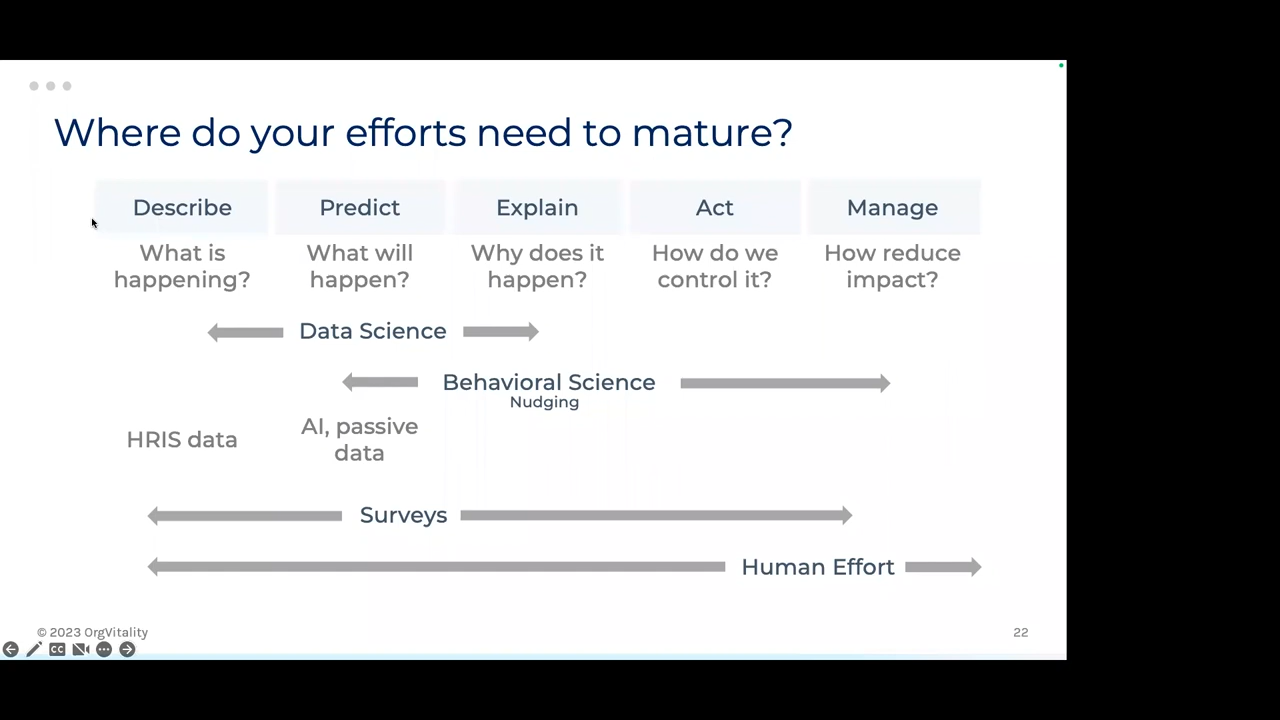 Where do your efforts need to mature?
Describe
Predict
Explain
Act
Manage
What is
happening?
What will
happen?
Why does it
happen?
How do we
control it?
How reduce
impact?
Data Science
Behavioral Science
Nudging
HRIS data
AI, passive
data
Surveys
Human Effort
© 2023 OrgVitality
22
CC